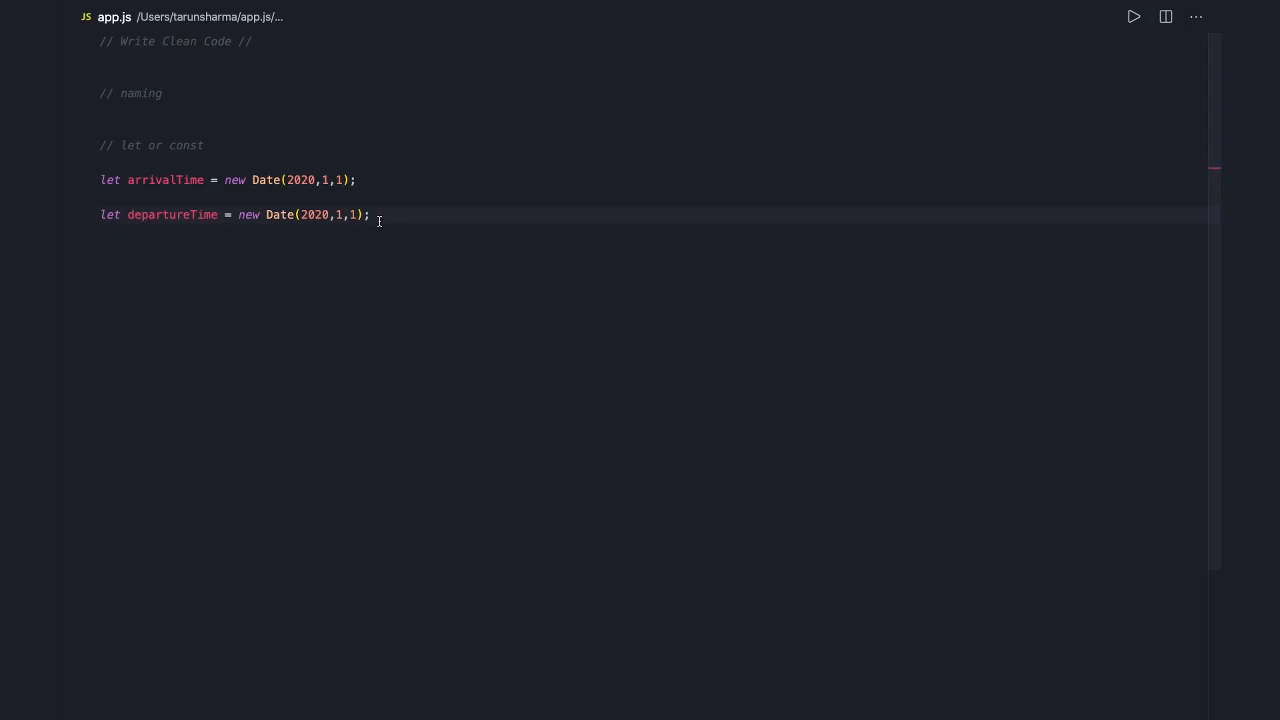 JS app.js /Users/tarunsharma/app.js/...
// Write Clean Code //
// naming
// let or const
let arrivalTime = new Date(2020,1,1);
let departureTime = new Date(2020,1,1);